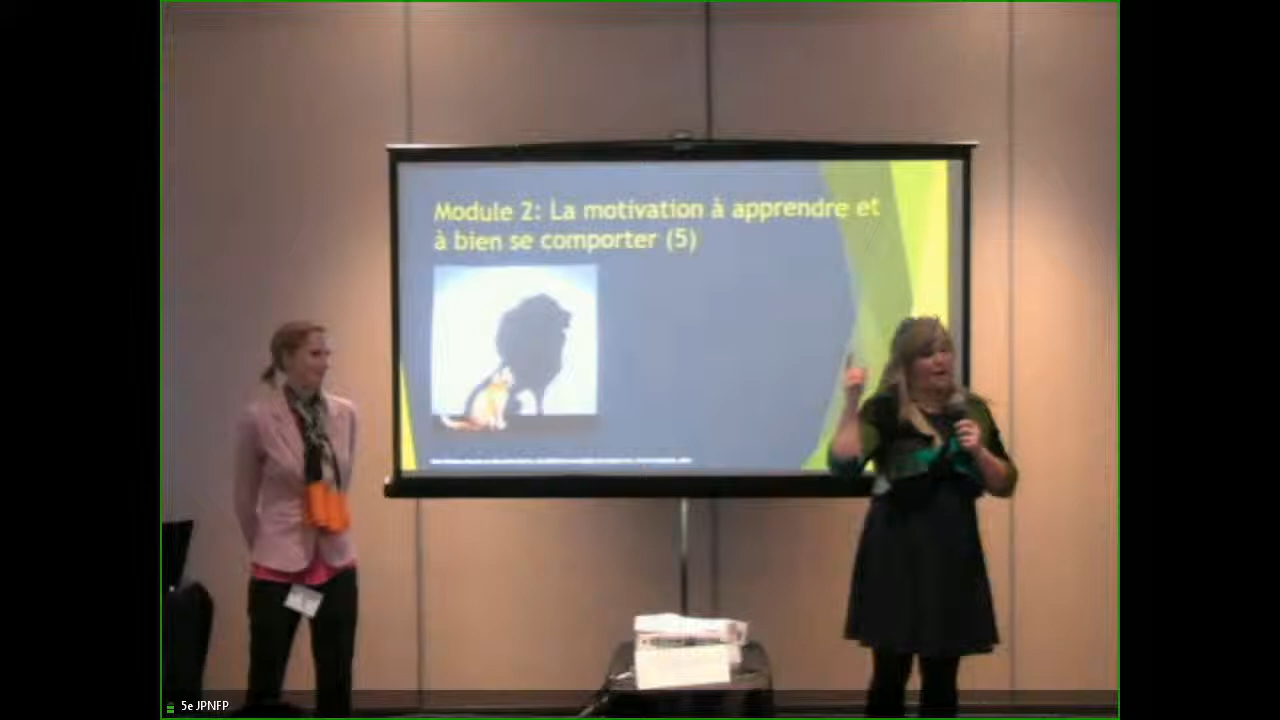 Module 2: La motivation à apprendre et
à bien se comporter (5)
5e JPNFP